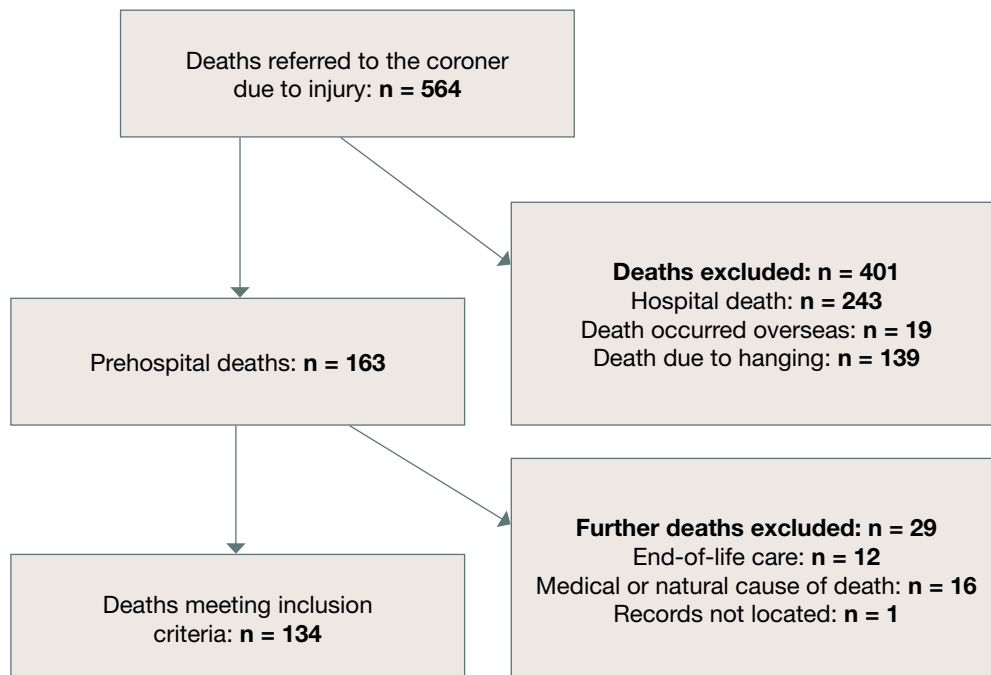 Deaths referred to the coroner
due to injury: n = 564
Deaths excluded: n = 401
Hospital death: n = 243
Death occurred overseas: n = 19
Death due to hanging: n = 139
Prehospital deaths: n = 163
Further deaths excluded: n = 29
End-of-life care: n = 12
Medical or natural cause of death: n = 16
Records not located: n = 1
Deaths meeting inclusion
criteria: n = 134